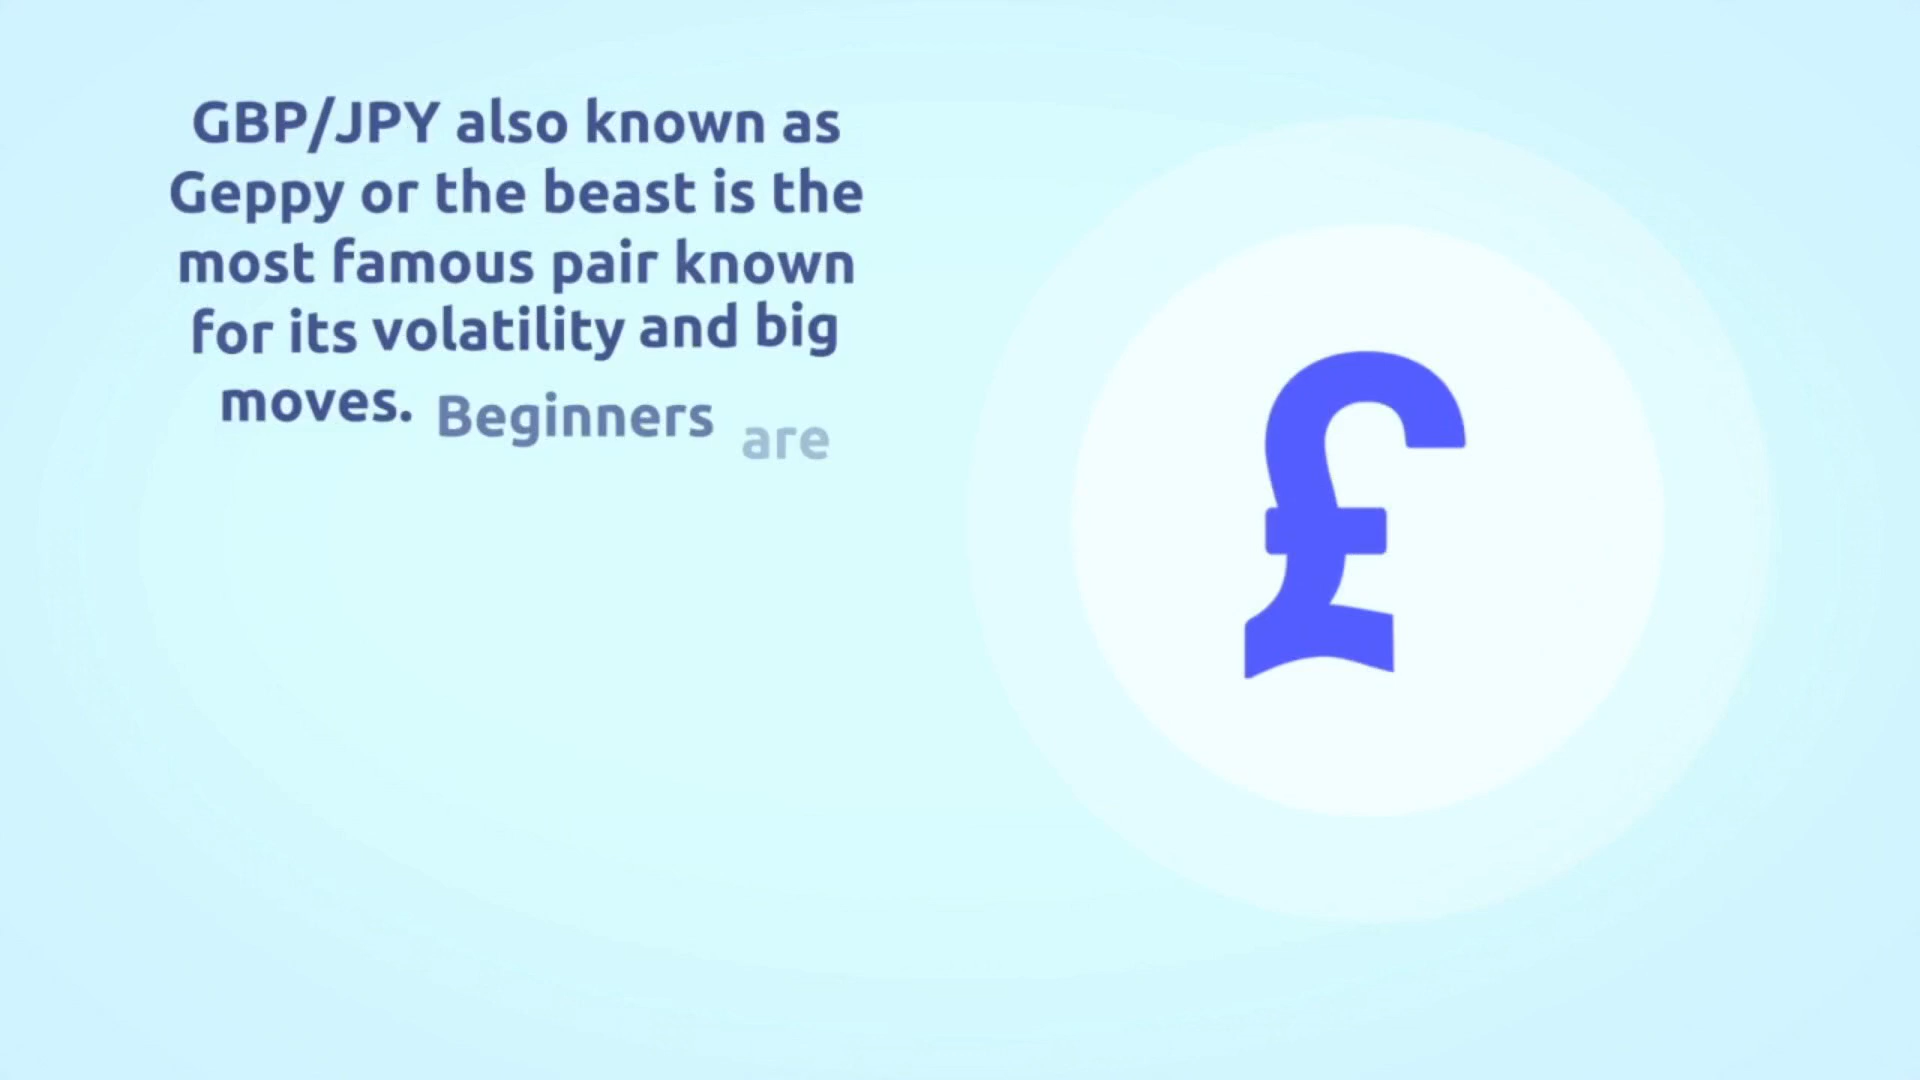 GBP/JPY also known as
Geppy or the beast is the
most famous pair known
for its volatility and big
moves. Beginners are
£